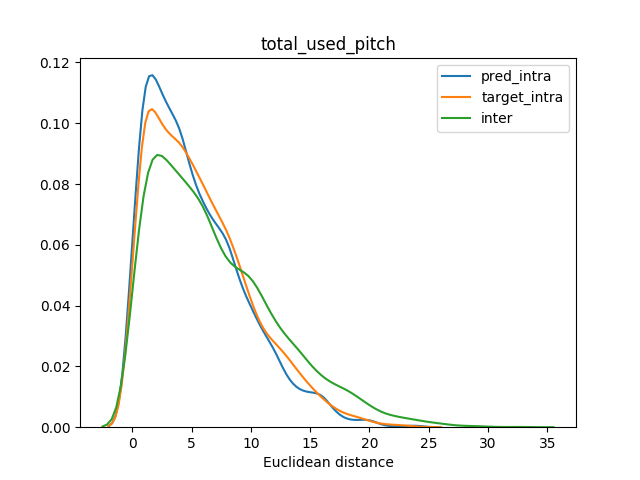 total_used_pitch
0.12
0.10
0.08
0.06
0.04
0.02
0.00
pred_intra
target_intra
inter
0 5 10 15 20 25 30 35
Euclidean distance